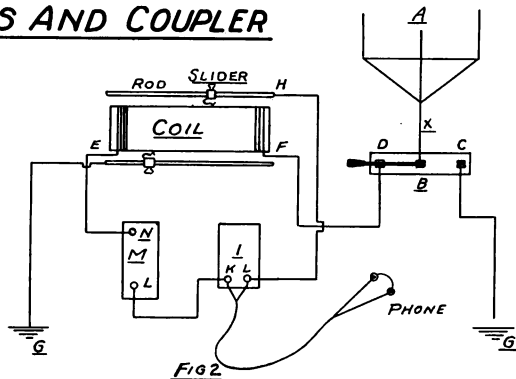 S AND COUPLER
A
ROD SLIDER H
COIL
E F
X
D C
B
N
M
L
I
K L
PHONE
G G
FIG 2